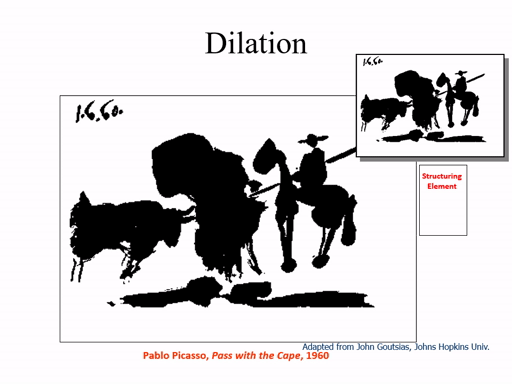 Dilation
1.6.60.
1.6.60.
Structuring
Element
Adapted from John Goutsias, Johns Hopkins Univ.
Pablo Picasso, Pass with the Cape, 1960